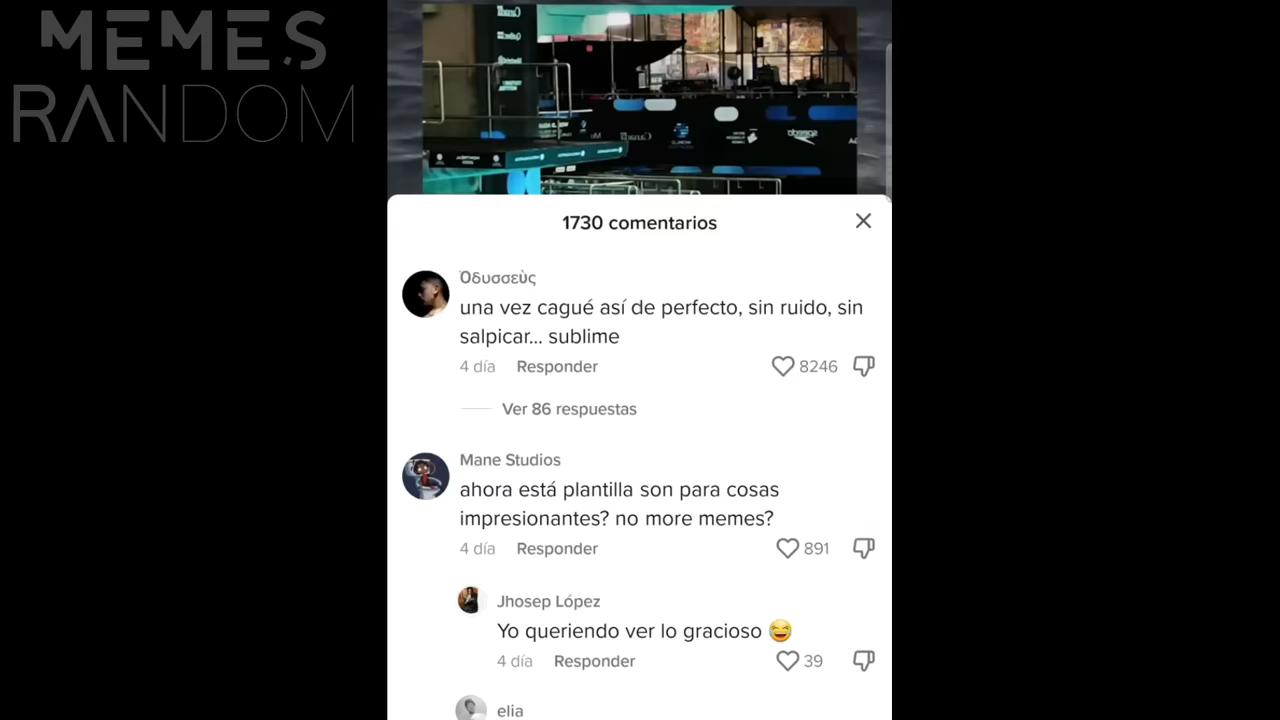 MEMES
RANDOM
Canada
speedo
1730 comentarios
Ὀδυσσεὺς
una vez cagué así de perfecto, sin ruido, sin
salpicar... sublime
4 día Responder 8246
Ver 86 respuestas
Mane Studios
ahora está plantilla son para cosas
impresionantes? no more memes?
4 día Responder 891
Jhosep López
Yo queriendo ver lo gracioso 😆
4 día Responder 39
elia